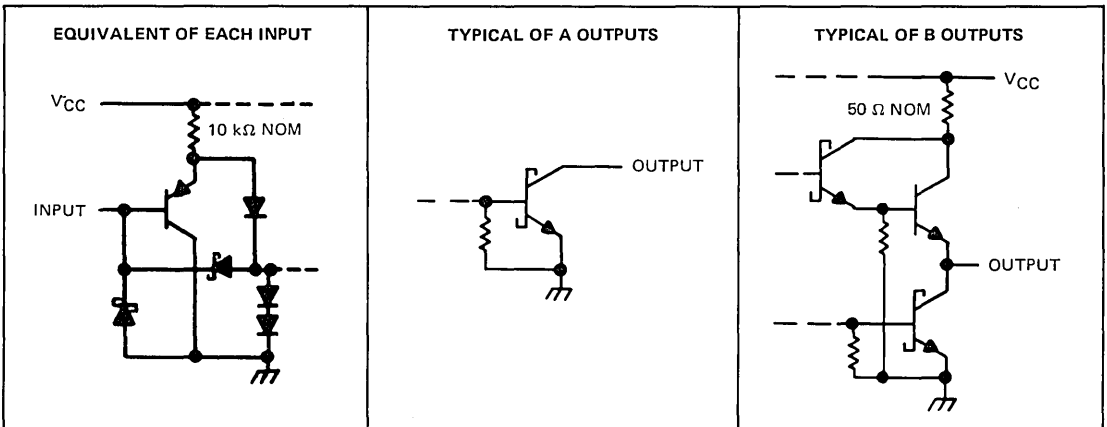 EQUIVALENT OF EACH INPUT
VCC
10 kΩ NOM
INPUT
TYPICAL OF A OUTPUTS
OUTPUT
TYPICAL OF B OUTPUTS
VCC
50 Ω NOM
OUTPUT